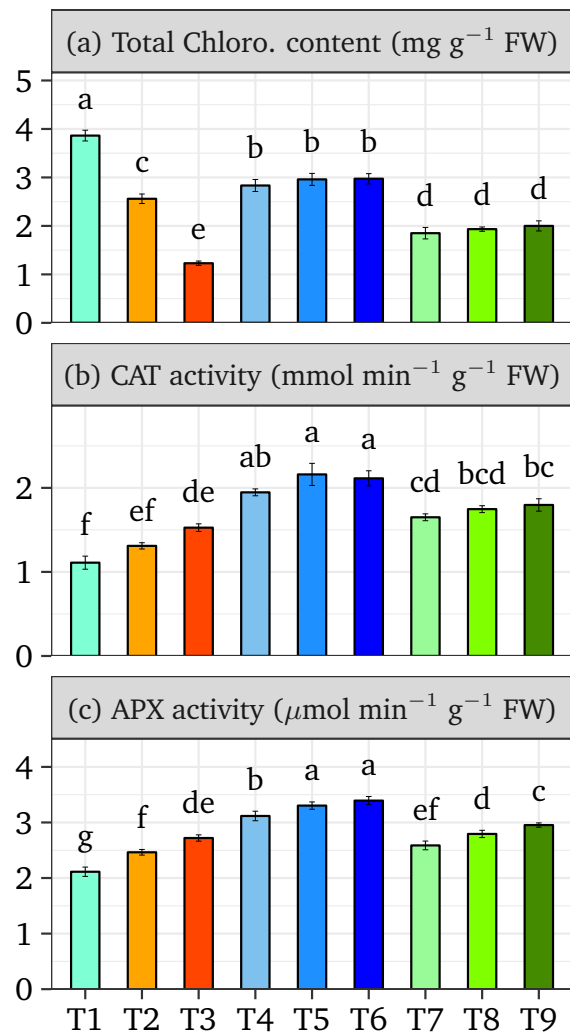 (a) Total Chloro. content (mg g⁻¹ FW)
5
4
3
2
1
0
a
c
e
b
b
b
d
d
d
(b) CAT activity (mmol min⁻¹ g⁻¹ FW)
2
1
0
f
ef
de
ab
a
a
cd
bcd
bc
(c) APX activity (μmol min⁻¹ g⁻¹ FW)
4
3
2
1
0
g
f
de
b
a
a
ef
d
c
T1 T2 T3 T4 T5 T6 T7 T8 T9